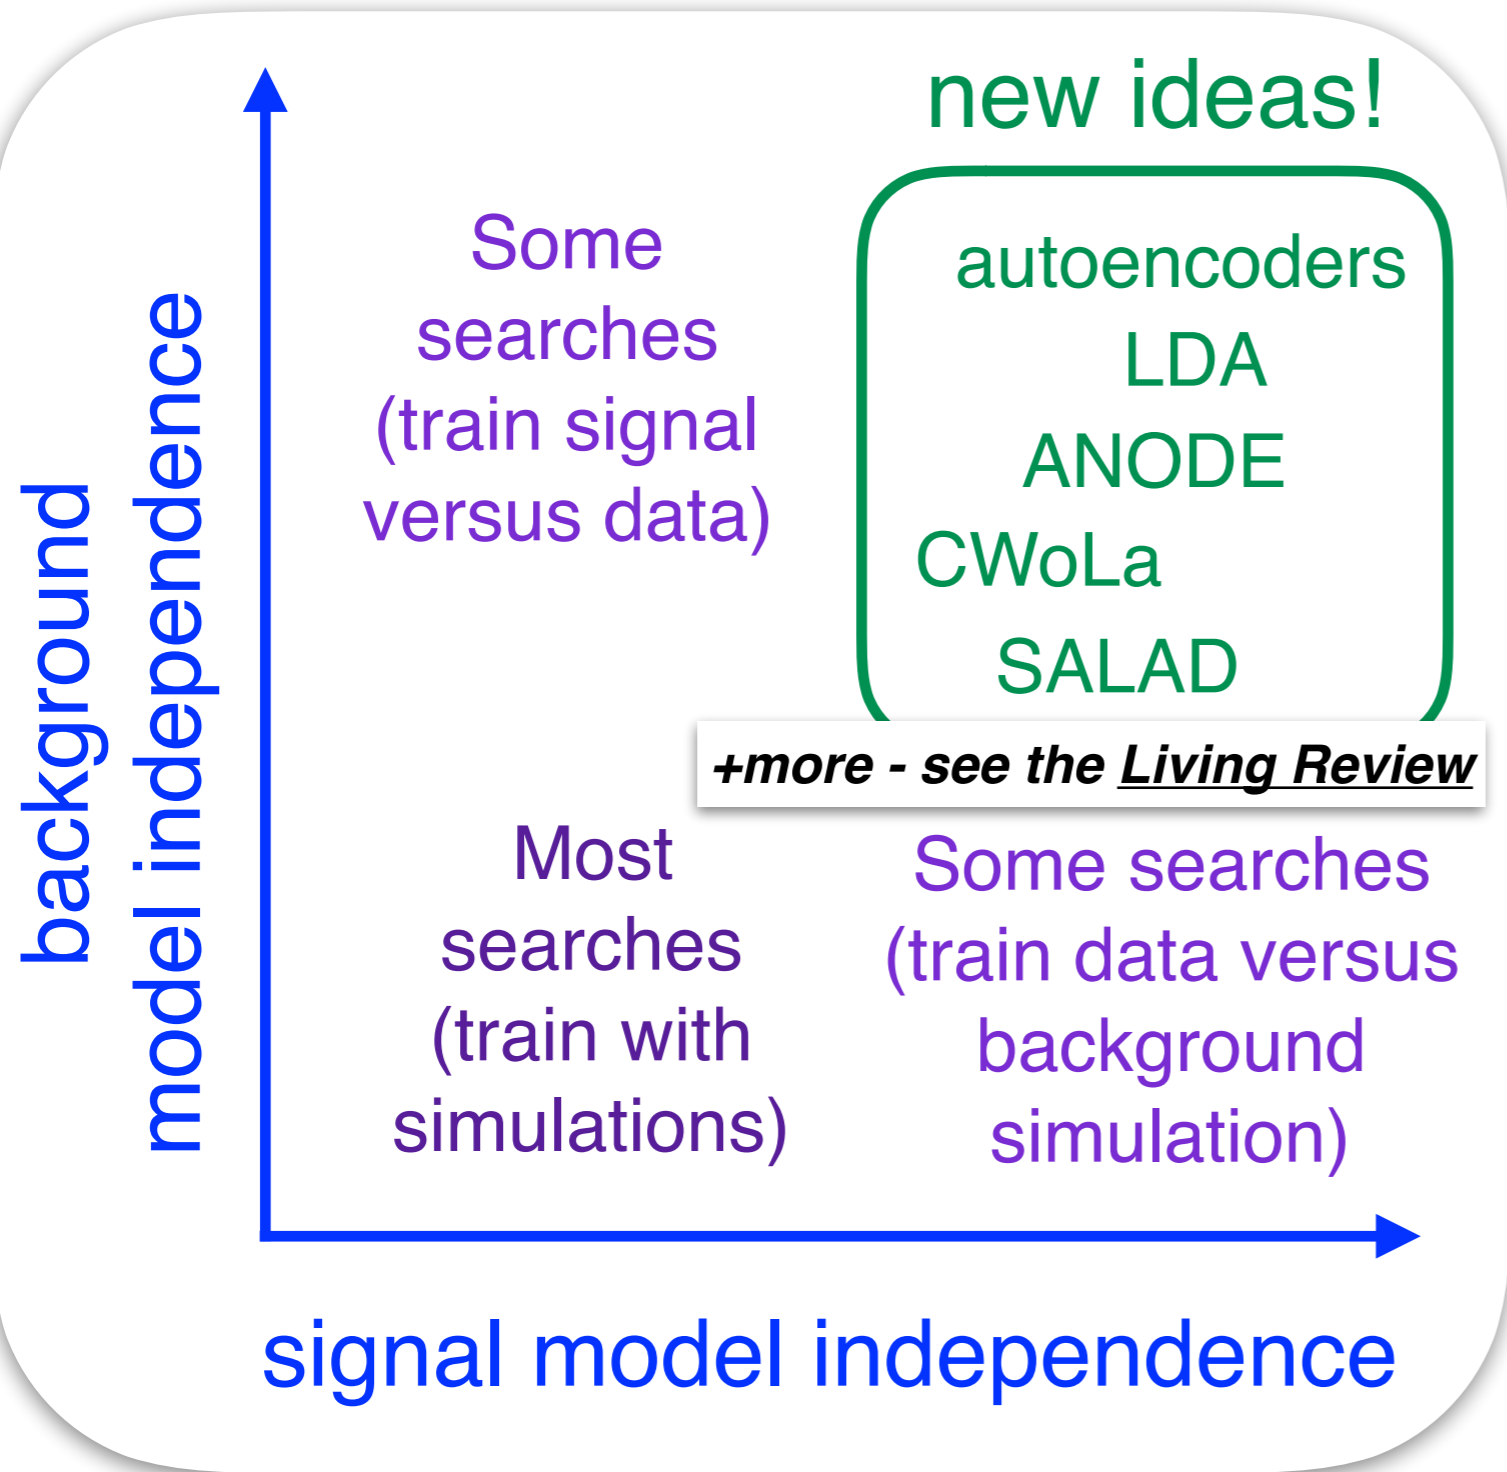 new ideas!
Some
searches
(train signal
versus data)
autoencoders
LDA
ANODE
CWoLa
SALAD
+more - see the Living Review
Most
searches
(train with
simulations)
Some searches
(train data versus
background
simulation)
background
model independence
signal model independence